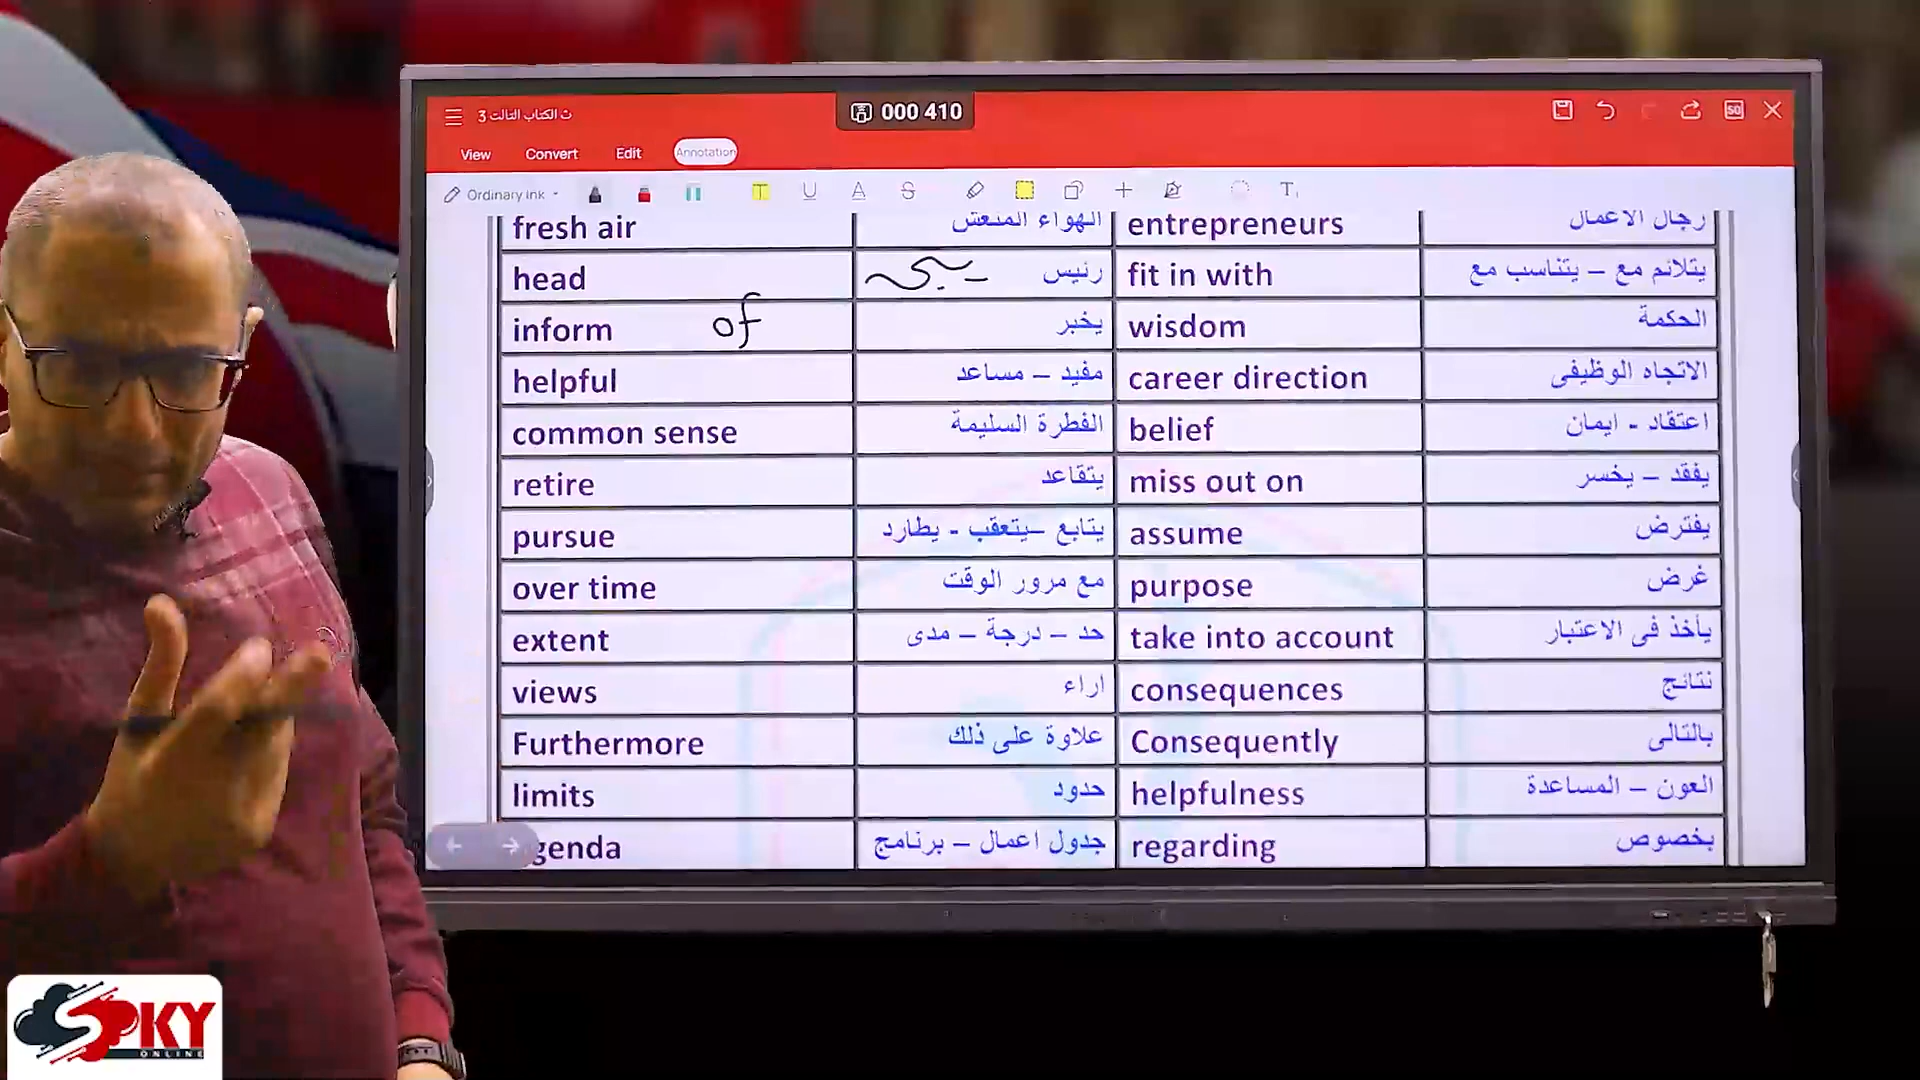 3 ث الكتاب الثالث
000 410
View Convert Edit Annotation
Ordinary ink
fresh air الهواء المنعش entrepreneurs رجال الاعمال
head رئيس fit in with يتلائم مع – يتناسب مع
inform of يخبر wisdom الحكمة
helpful مفيد – مساعد career direction الاتجاه الوظيفى
common sense الفطرة السليمة belief اعتقاد - ايمان
retire يتقاعد miss out on يفقد – يخسر
pursue يتابع –يتعقب - يطارد assume يفترض
over time مع مرور الوقت purpose غرض
extent حد – درجة – مدى take into account يأخذ فى الاعتبار
views اراء consequences نتائج
Furthermore علاوة على ذلك Consequently بالتالى
limits حدود helpfulness العون – المساعدة
genda جدول اعمال – برنامج regarding بخصوص
SPKY
ONLINE